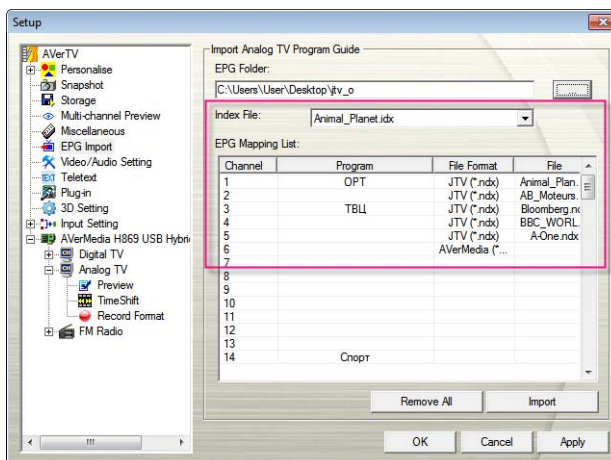 Setup
AVerTV
Personalise
Snapshot
Storage
Multi-channel Preview
Miscellaneous
EPG Import
Video/Audio Setting
TEXT Teletext
Plug-in
3D Setting
Input Setting
AVerMedia H869 USB Hybri
Digital TV
Analog TV
Preview
TimeShift
Record Format
FM Radio
Import Analog TV Program Guide
EPG Folder:
C:\Users\User\Desktop\jtv_o
...
Index File: Animal_Planet.idx
EPG Mapping List:
Channel Program File Format File
1 ОРТ JTV (*.ndx) Animal_Plan.
2 JTV (*.ndx) AB_Moteurs.
3 ТВЦ JTV (*.ndx) Bloomberg.nd
4 JTV (*.ndx) BBC_WORL.
5 JTV (*.ndx) A-One.ndx
6 AVerMedia (*...
7
8
9
10
11
12
13
14 Спорт
Remove All Import
OK Cancel Apply